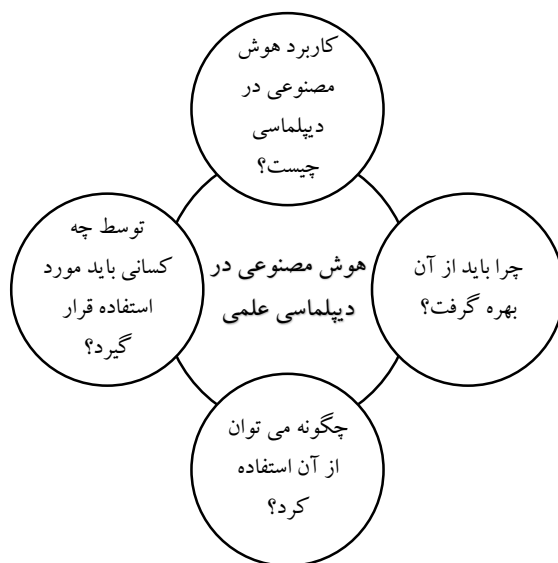 کاربرد هوش
مصنوعی در
دیپلماسی
چیست؟
چرا باید از آن
بهره گرفت؟
چگونه می توان
از آن استفاده
کرد؟
توسط چه
کسانی باید مورد
استفاده قرار
گیرد؟
هوش مصنوعی در
دیپلماسی علمی